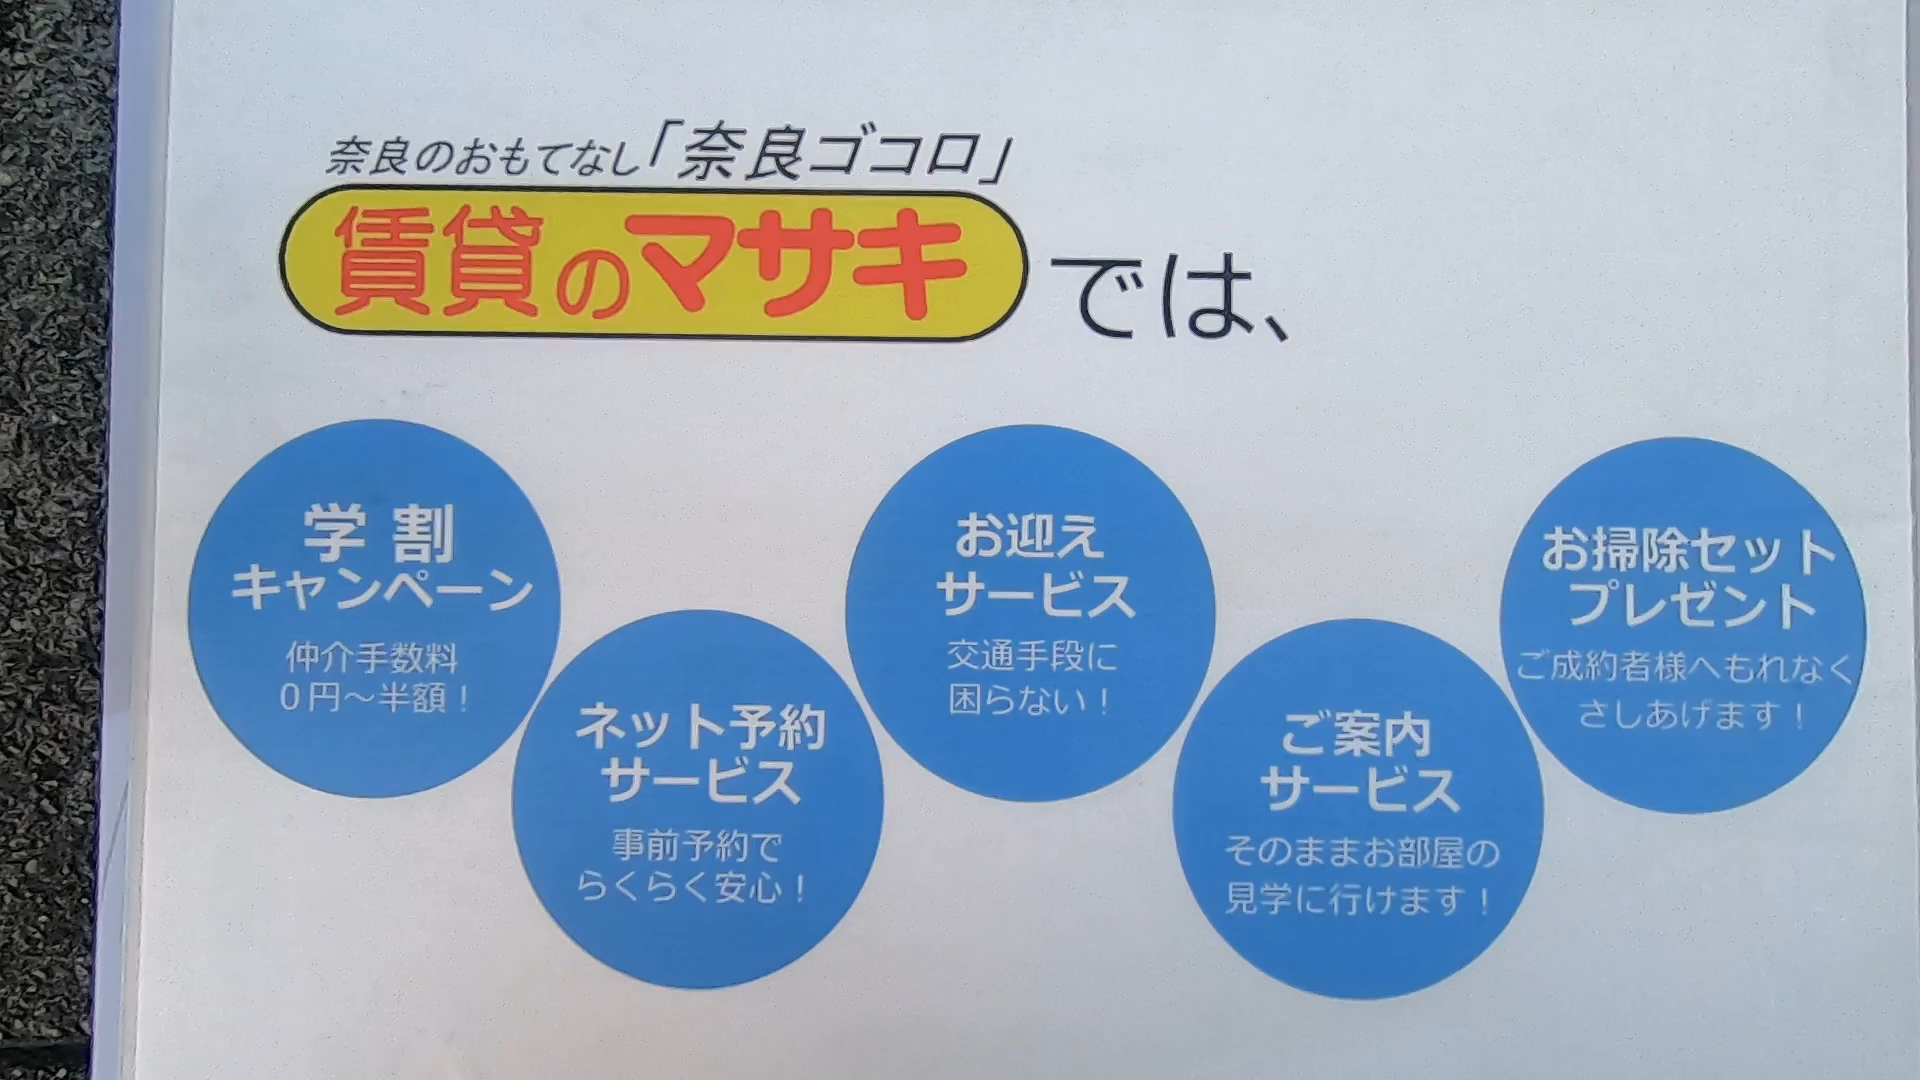 奈良のおもてなし「奈良ゴコロ」
賃貸のマサキでは、
学割
キャンペーン
仲介手数料
０円～半額！
ネット予約
サービス
事前予約で
らくらく安心！
お迎え
サービス
交通手段に
困らない！
ご案内
サービス
そのままお部屋の
見学に行けます！
お掃除セット
プレゼント
ご成約者様へもれなく
さしあげます！